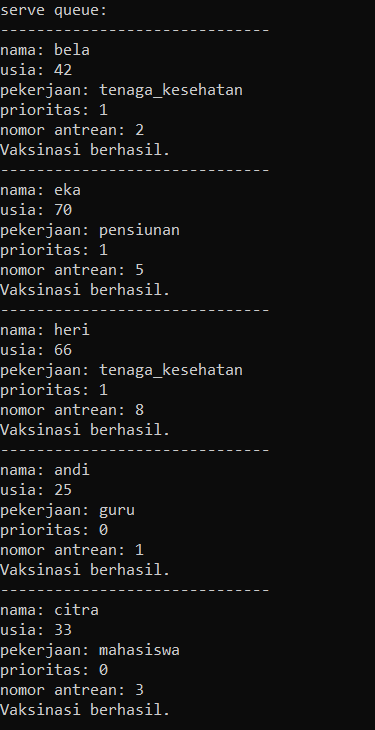 serve queue:
------------------------------
nama: bela
usia: 42
pekerjaan: tenaga_kesehatan
prioritas: 1
nomor antrean: 2
Vaksinasi berhasil.
------------------------------
nama: eka
usia: 70
pekerjaan: pensiunan
prioritas: 1
nomor antrean: 5
Vaksinasi berhasil.
------------------------------
nama: heri
usia: 66
pekerjaan: tenaga_kesehatan
prioritas: 1
nomor antrean: 8
Vaksinasi berhasil.
------------------------------
nama: andi
usia: 25
pekerjaan: guru
prioritas: 0
nomor antrean: 1
Vaksinasi berhasil.
------------------------------
nama: citra
usia: 33
pekerjaan: mahasiswa
prioritas: 0
nomor antrean: 3
Vaksinasi berhasil.